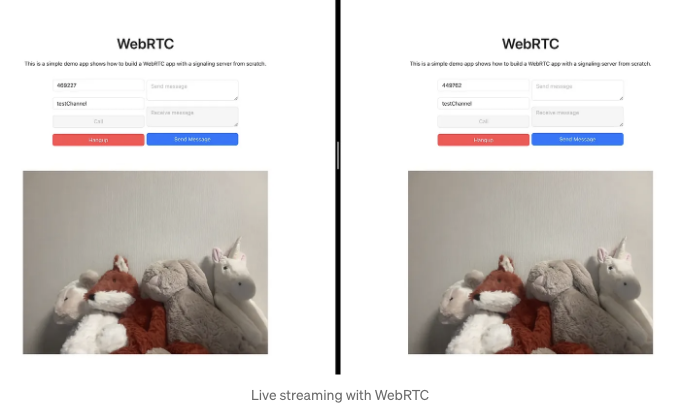 WebRTC
This is a simple demo app shows how to build a WebRTC app with a signaling server from scratch.
469227
Send message
testChannel
Receive message
Call
Hangup
Send Message
WebRTC
This is a simple demo app shows how to build a WebRTC app with a signaling server from scratch.
449762
Send message
testChannel
Receive message
Call
Hangup
Send Message
Live streaming with WebRTC